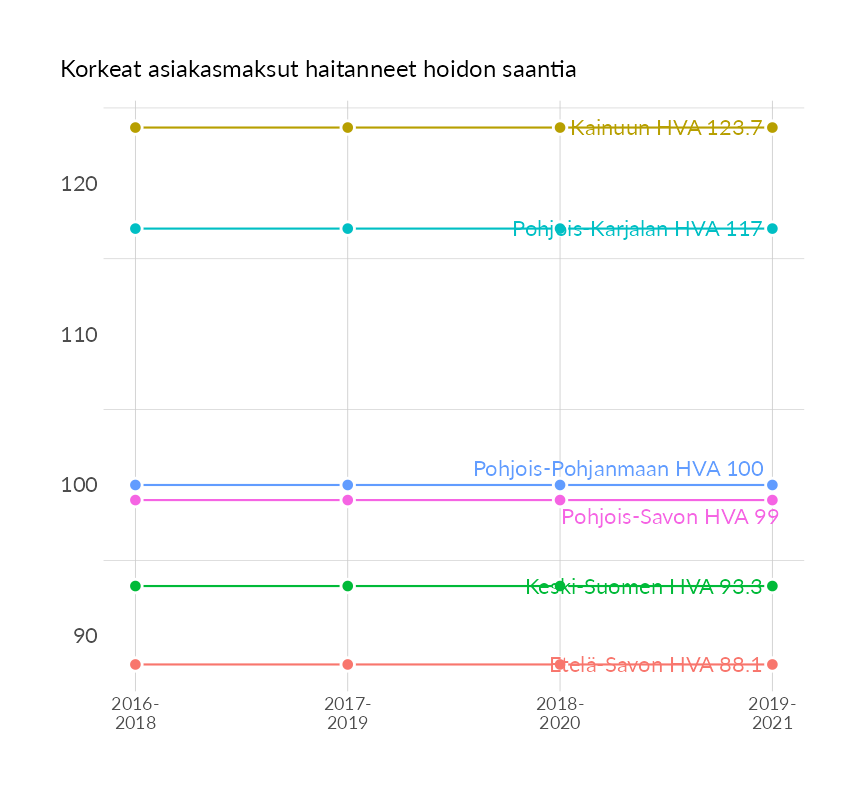 Korkeat asiakasmaksut haitanneet hoidon saantia
Kainuun HVA 123.7
120
Pohjois-Karjalan HVA 117
110
Pohjois-Pohjanmaan HVA 100
100
Pohjois-Savon HVA 99
Keski-Suomen HVA 93.3
90
Etelä-Savon HVA 88.1
2016-
2018
2017-
2019
2018-
2020
2019-
2021